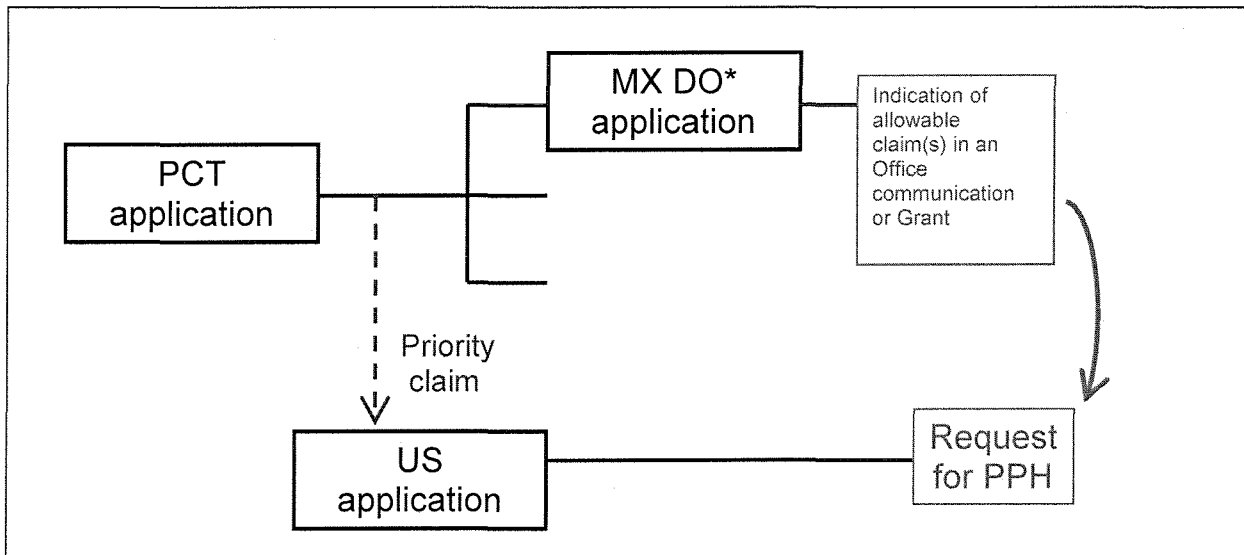 PCT
application
MX DO*
application
Indication of
allowable
claim(s) in an
Office
communication
or Grant
Priority
claim
US
application
Request
for PPH